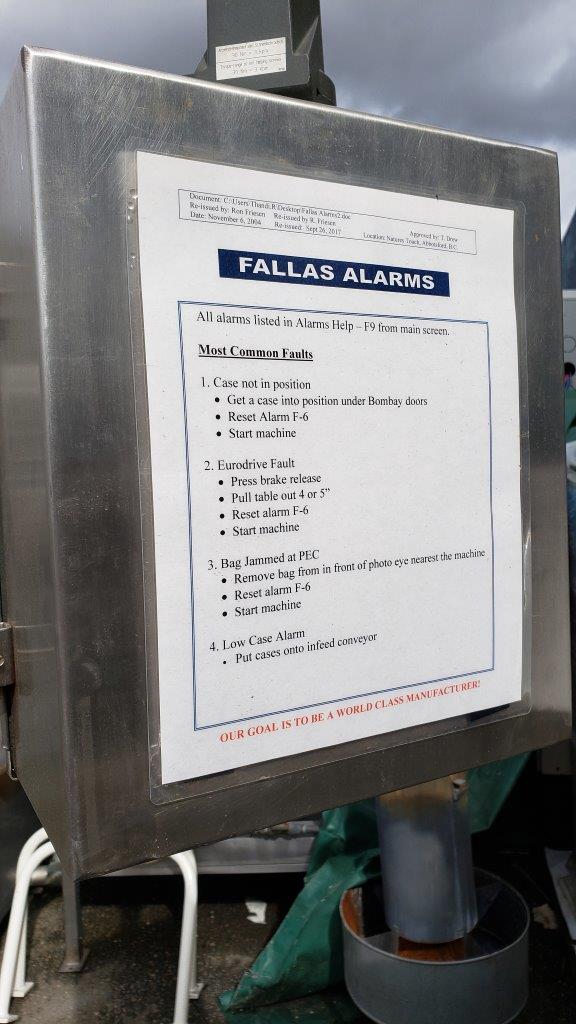 Document: C:\Users\ThandiR\Desktop\Fallas Alarms2.doc
Re-issued by: Ron Friesen Re-issued by R. Friesen Approved by: T. Drew
Date: November 6, 2004 Re-issued: Sept 26, 2017 Location: Natures Touch, Abbotsford, B.C.
FALLAS ALARMS
All alarms listed in Alarms Help – F9 from main screen.
Most Common Faults
1. Case not in position
• Get a case into position under Bombay doors
• Reset Alarm F-6
• Start machine
2. Eurodrive Fault
• Press brake release
• Pull table out 4 or 5”
• Reset alarm F-6
• Start machine
3. Bag Jammed at PEC
• Remove bag from in front of photo eye nearest the machine
• Reset alarm F-6
• Start machine
4. Low Case Alarm
• Put cases onto infeed conveyor
OUR GOAL IS TO BE A WORLD CLASS MANUFACTURER!